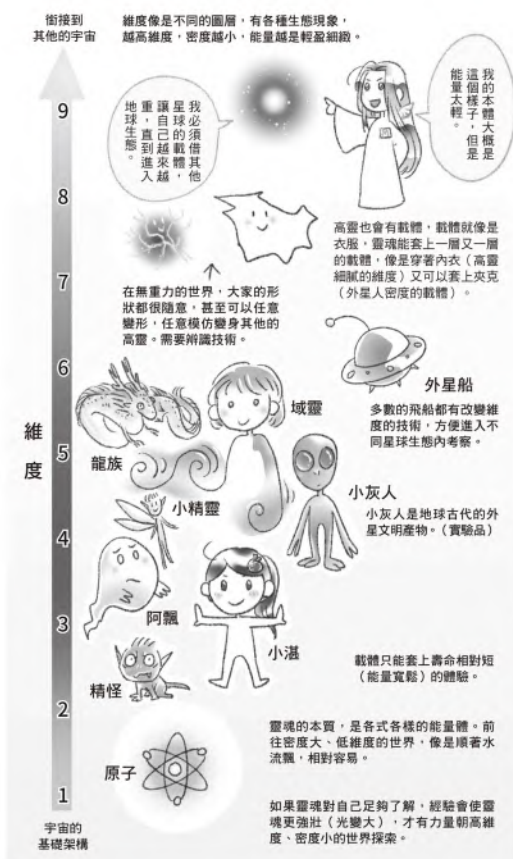 銜接到
其他的宇宙
維度像是不同的圖層，有各種生態現象，
越高維度，密度越小，能量越是輕盈細緻。
我的本體大概是
這個樣子，但是
能量太輕。
我必須借其他
星球的載體，
讓自己越來越
重，直到進入
地球生態。
9
8
高靈也會有載體，載體就像是
衣服，靈魂能套上一層又一層
的載體，像是穿著內衣（高靈
細膩的維度）又可以套上夾克
（外星人密度的載體）。
7
在無重力的世界，大家的形
狀都很隨意，甚至可以任意
變形，任意模仿變身其他的
高靈。需要辨識技術。
6
外星船
多數的飛船都有改變維
度的技術，方便進入不
同星球生態內考察。
域靈
維度
5
龍族
小灰人
小灰人是地球古代的外
星文明產物。（實驗品）
小精靈
4
阿飄
3
小湛
載體只能套上壽命相對短
（能量寬鬆）的體驗。
精怪
2
靈魂的本質，是各式各樣的能量體。前
往密度大、低維度的世界，像是順著水
流飄，相對容易。
原子
1
如果靈魂對自己足夠了解，經驗會使靈
魂更強壯（光變大），才有力量朝高維
度、密度小的世界探索。
宇宙的
基礎架構